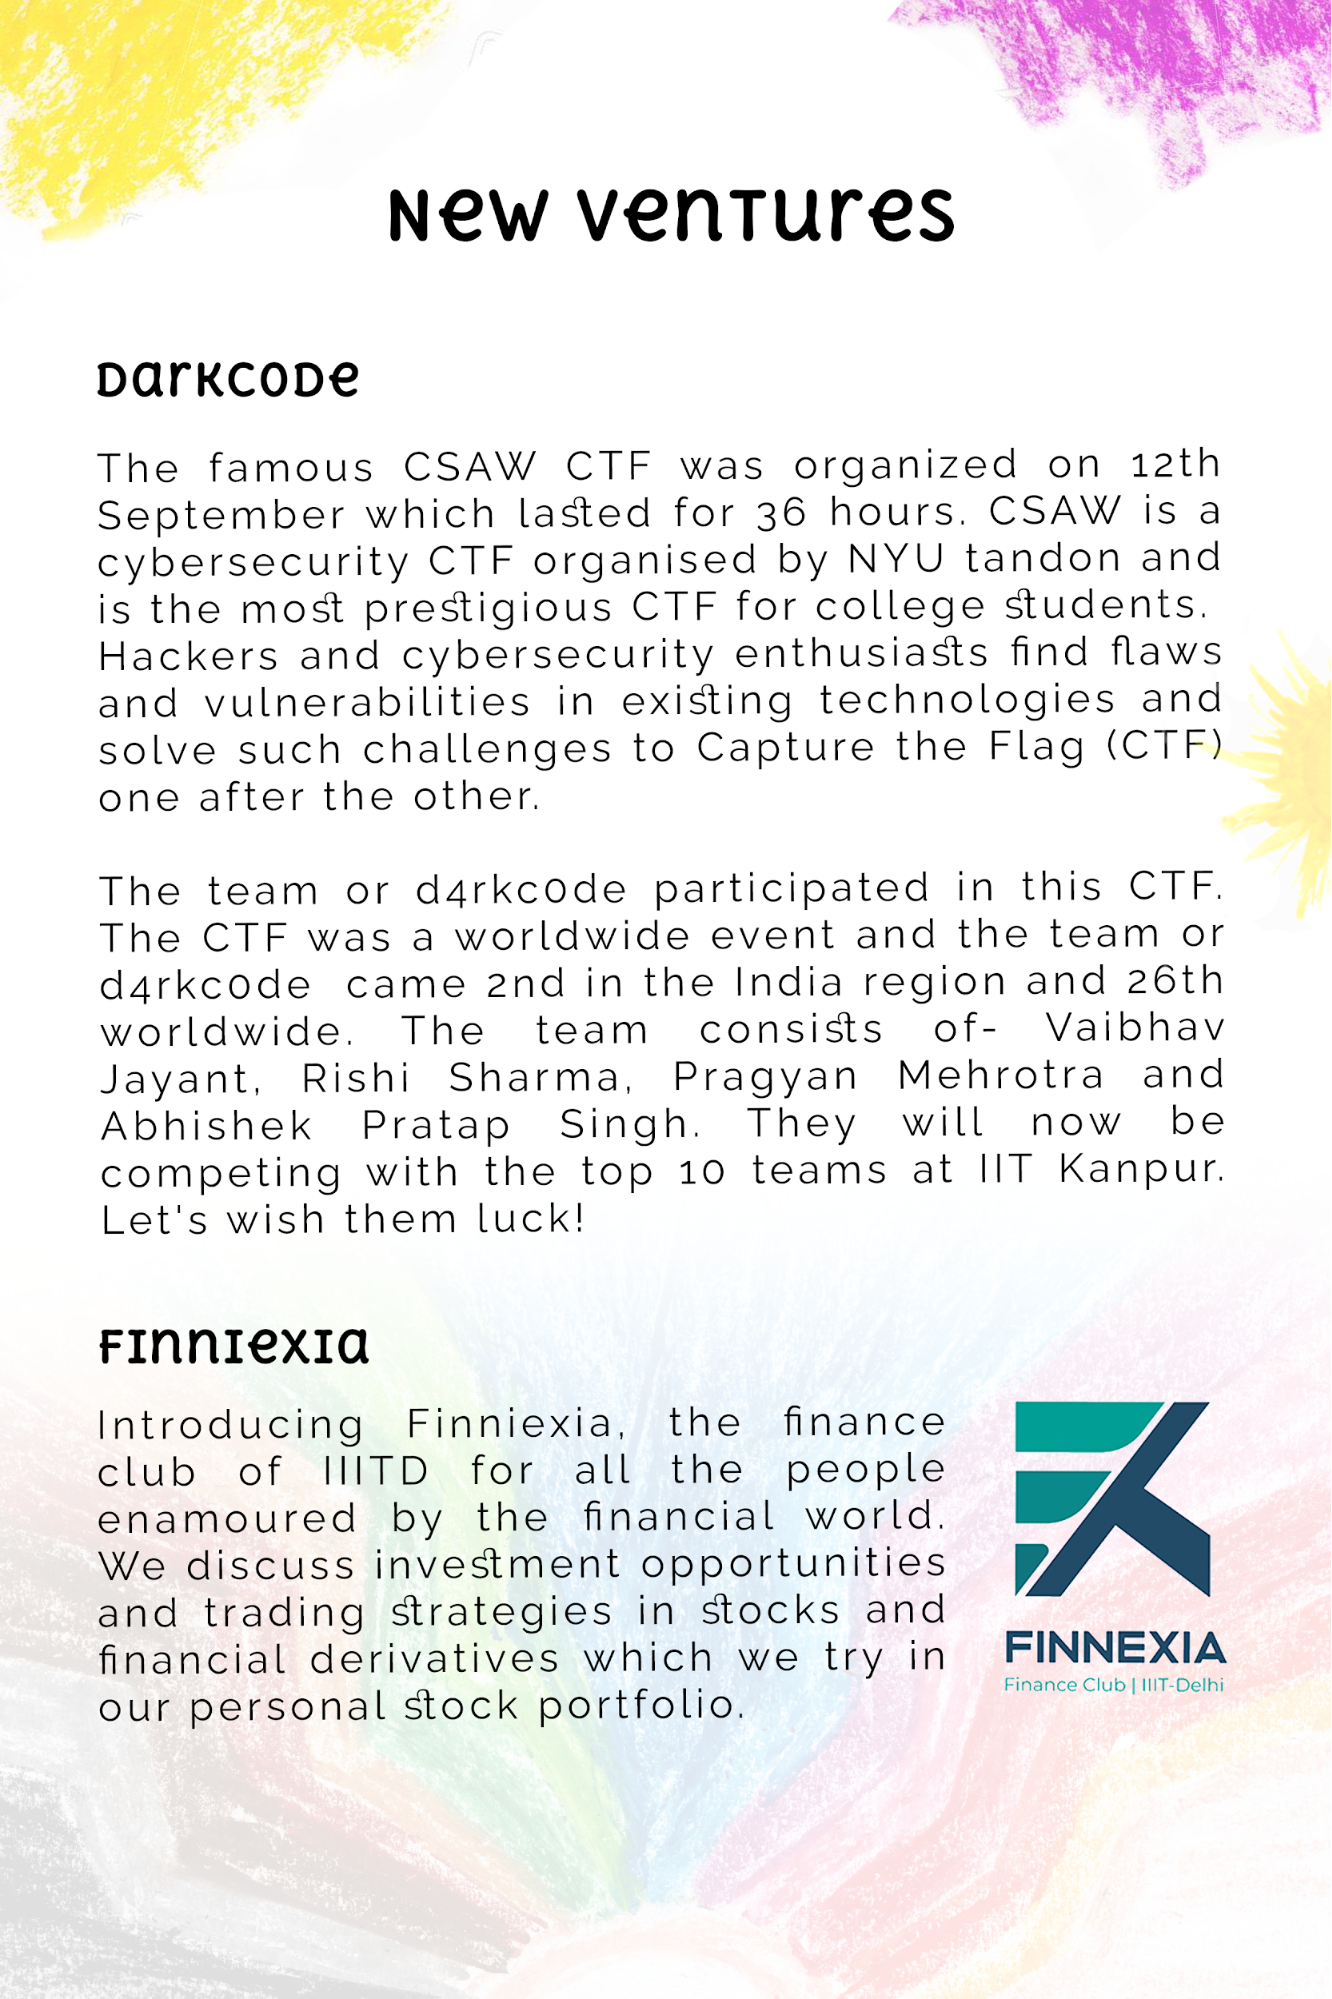 New Ventures
Darkcode
The famous CSAW CTF was organized on 12th
September which lasted for 36 hours. CSAW is a
cybersecurity CTF organised by NYU tandon and
is the most prestigious CTF for college students.
Hackers and cybersecurity enthusiasts find flaws
and vulnerabilities in existing technologies and
solve such challenges to Capture the Flag (CTF)
one after the other.
The team or d4rkc0de participated in this CTF.
The CTF was a worldwide event and the team or
d4rkc0de came 2nd in the India region and 26th
worldwide. The team consists of- Vaibhav
Jayant, Rishi Sharma, Pragyan Mehrotra and
Abhishek Pratap Singh. They will now be
competing with the top 10 teams at IIT Kanpur.
Let's wish them luck!
Finniexia
Introducing Finniexia, the finance
club of IIITD for all the people
enamoured by the financial world.
We discuss investment opportunities
and trading strategies in stocks and
financial derivatives which we try in
our personal stock portfolio.
FINNEXIA
Finance Club | IIIT-Delhi